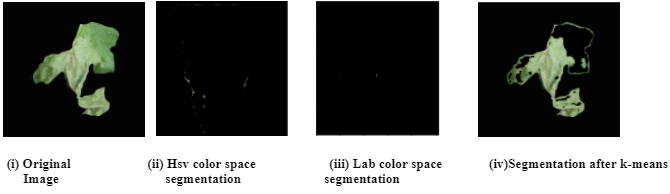 (i) Original
Image
(ii) Hsv color space
segmentation
(iii) Lab color space
segmentation
(iv)Segmentation after k-means